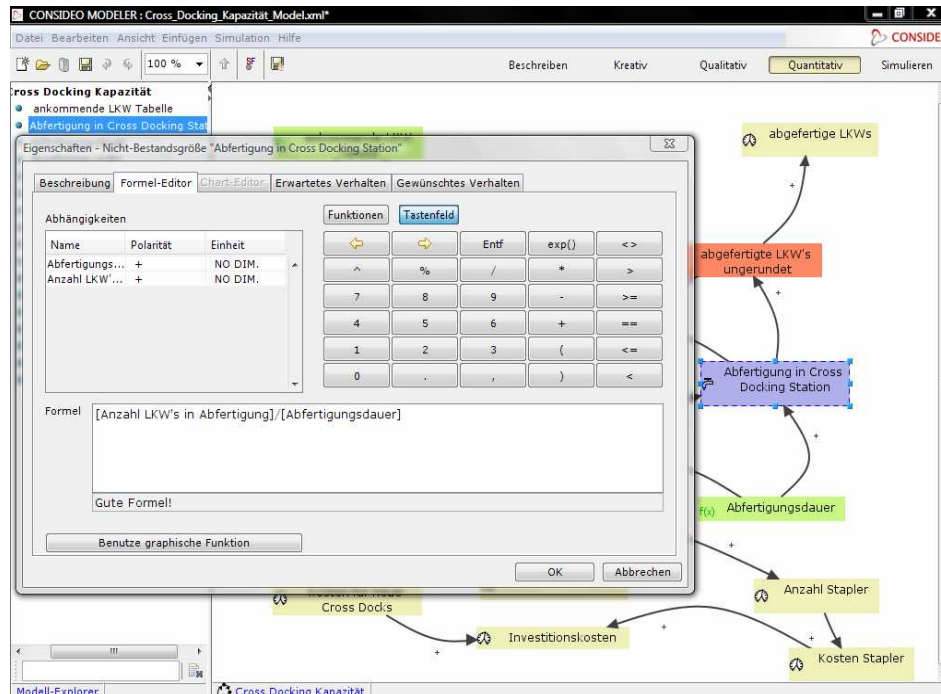 CONSIDEO MODELER : Cross_Docking_Kapazität_Model.xml*
Datei Bearbeiten Ansicht Einfügen Simulation Hilfe
CONSIDE
100 %
Beschreiben Kreativ Qualitativ Quantitativ Simulieren
ross Docking Kapazität
ankommende LKW Tabelle
Abfertigung in Cross Docking Stat
abgefertige LKWs
+
Eigenschaften - Nicht-Bestandsgröße "Abfertigung in Cross Docking Station"
Beschreibung Formel-Editor Chart-Editor Erwartetes Verhalten Gewünschtes Verhalten
Abhängigkeiten
Name Polarität Einheit
Abfertigungs... + NO DIM.
Anzahl LKW'... + NO DIM.
Funktionen Tastenfeld
Entf exp() <>
^ % / * >
7 8 9 - >=
4 5 6 + ==
1 2 3 ( <=
0 . , ) <
Formel
[Anzahl LKW's in Abfertigung]/[Abfertigungsdauer]
Gute Formel!
Benutze graphische Funktion
OK Abbrechen
abgefertigte LKW's
ungerundet
+
Abfertigung in Cross
Docking Station
+
f(x) Abfertigungsdauer
+
Anzahl Stapler
+
Kosten Stapler
Cross Docks
+
Investitionskosten
+
Modell-Explorer
Cross Docking Kapazität